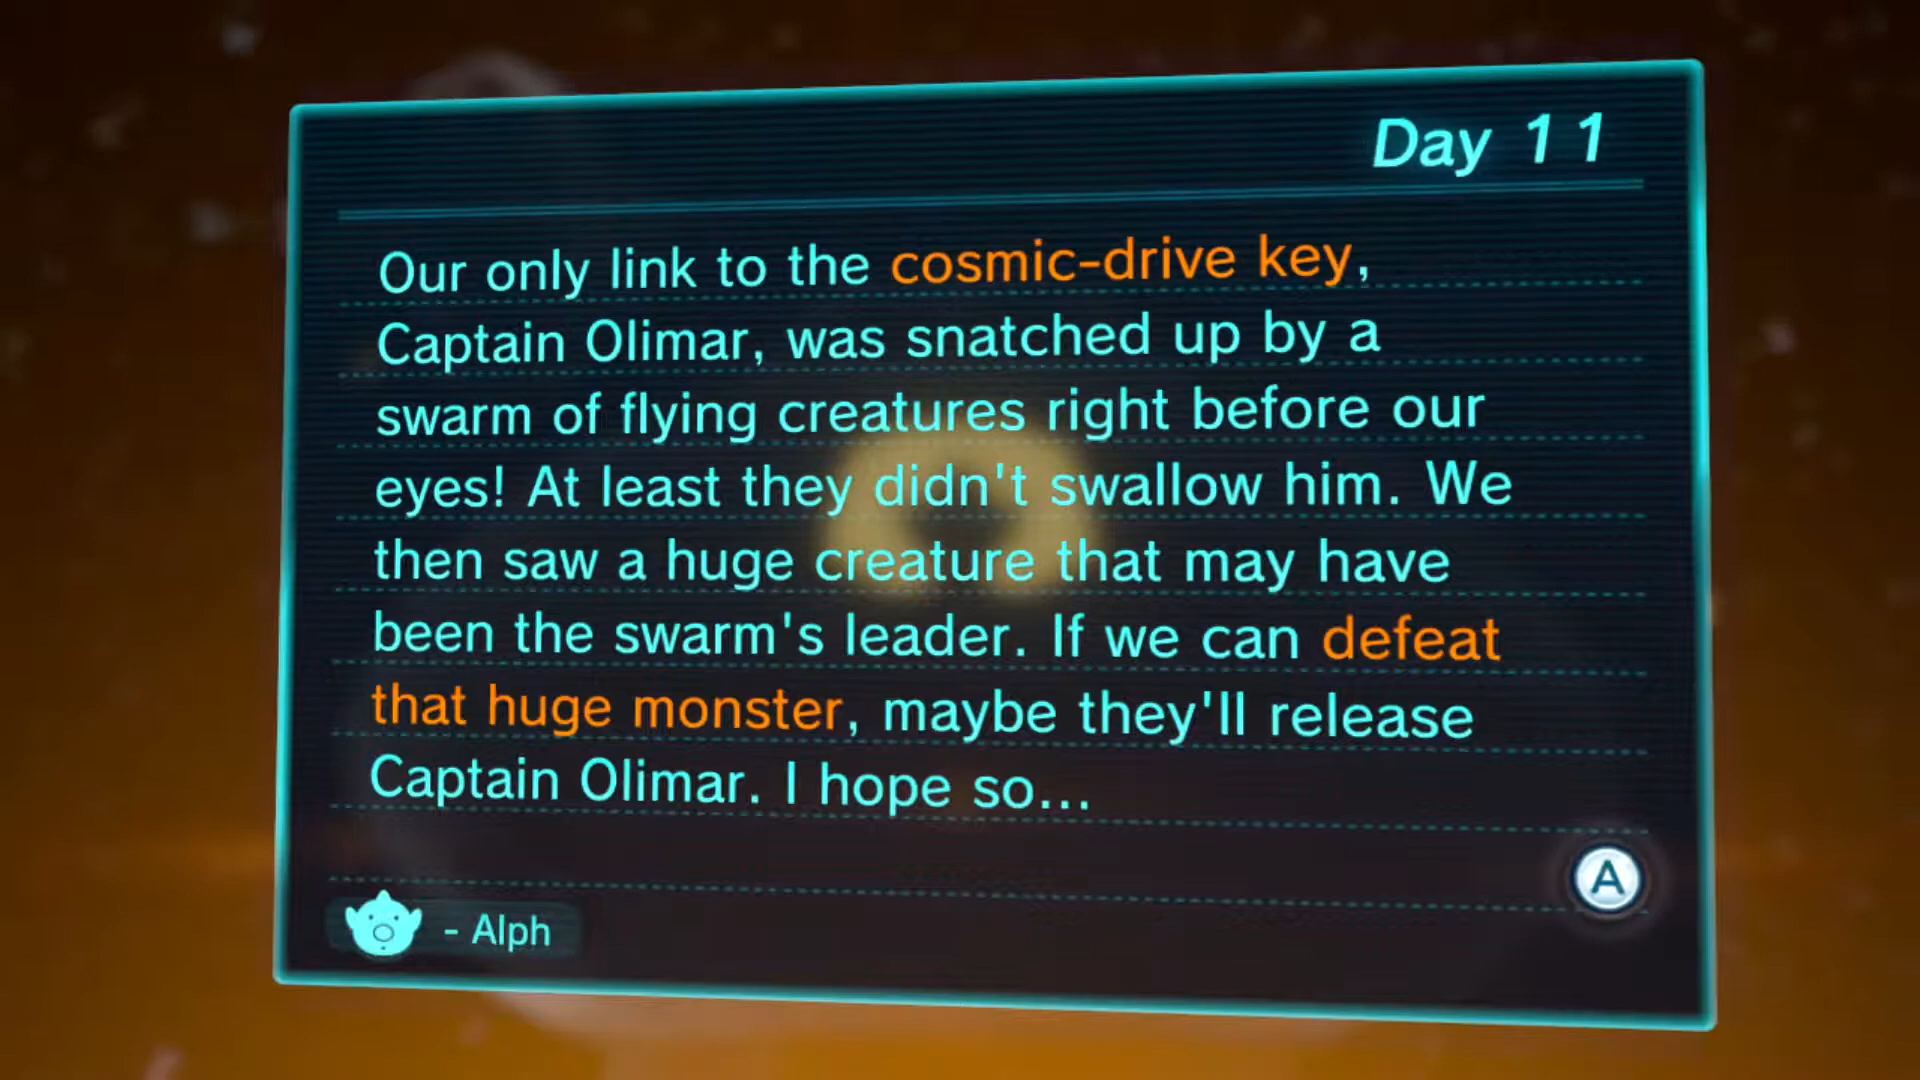 Day 11
Our only link to the cosmic-drive key,
Captain Olimar, was snatched up by a
swarm of flying creatures right before our
eyes! At least they didn't swallow him. We
then saw a huge creature that may have
been the swarm's leader. If we can defeat
that huge monster, maybe they'll release
Captain Olimar. I hope so...
A
- Alph